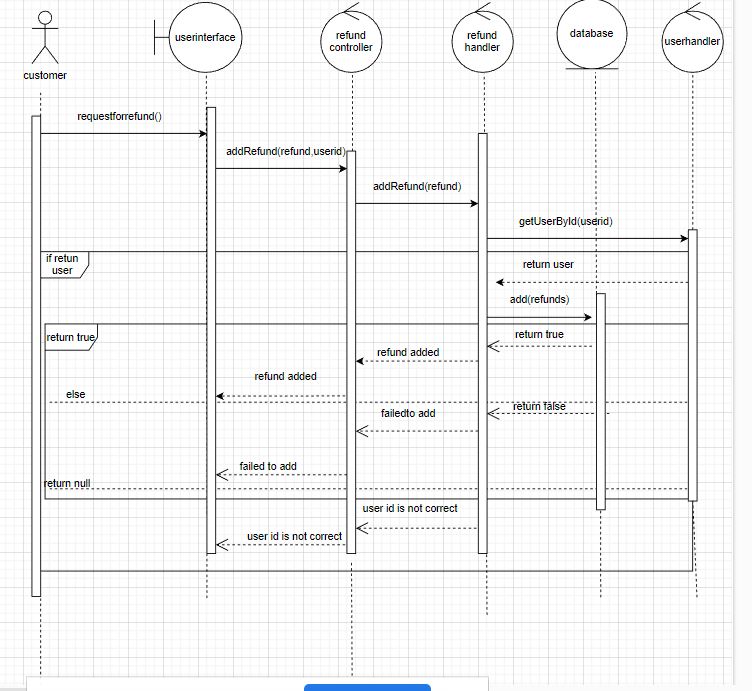 userinterface
refund
controller
refund
handler
database
userhandler
customer
requestforrefund()
addRefund(refund,userid)
addRefund(refund)
getUserById(userid)
if retun
user
return user
add(refunds)
return true
return true
refund added
refund added
else
return false
failedto add
failed to add
return null
user id is not correct
user id is not correct